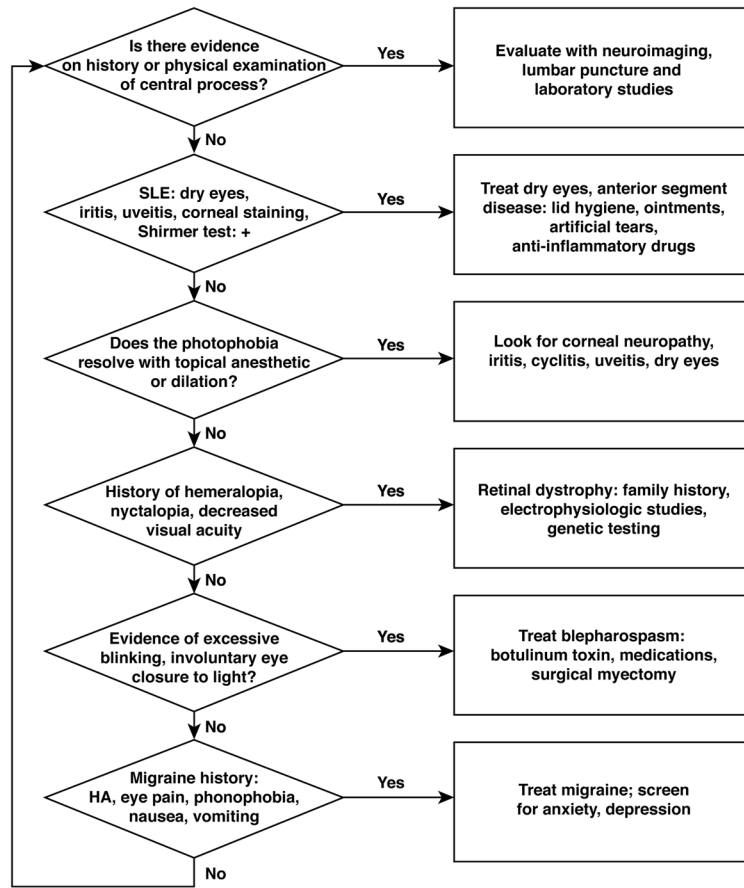 Is there evidence
on history or physical examination
of central process?
Yes
Evaluate with neuroimaging,
lumbar puncture and
laboratory studies
No
SLE: dry eyes,
iritis, uveitis, corneal staining,
Shirmer test: +
Yes
Treat dry eyes, anterior segment
disease: lid hygiene, ointments,
artificial tears,
anti-inflammatory drugs
No
Does the photophobia
resolve with topical anesthetic
or dilation?
Yes
Look for corneal neuropathy,
iritis, cyclitis, uveitis, dry eyes
No
History of hemeralopia,
nyctalopia, decreased
visual acuity
Yes
Retinal dystrophy: family history,
electrophysiologic studies,
genetic testing
No
Evidence of excessive
blinking, involuntary eye
closure to light?
Yes
Treat blepharospasm:
botulinum toxin, medications,
surgical myectomy
No
Migraine history:
HA, eye pain, phonophobia,
nausea, vomiting
Yes
Treat migraine; screen
for anxiety, depression
No